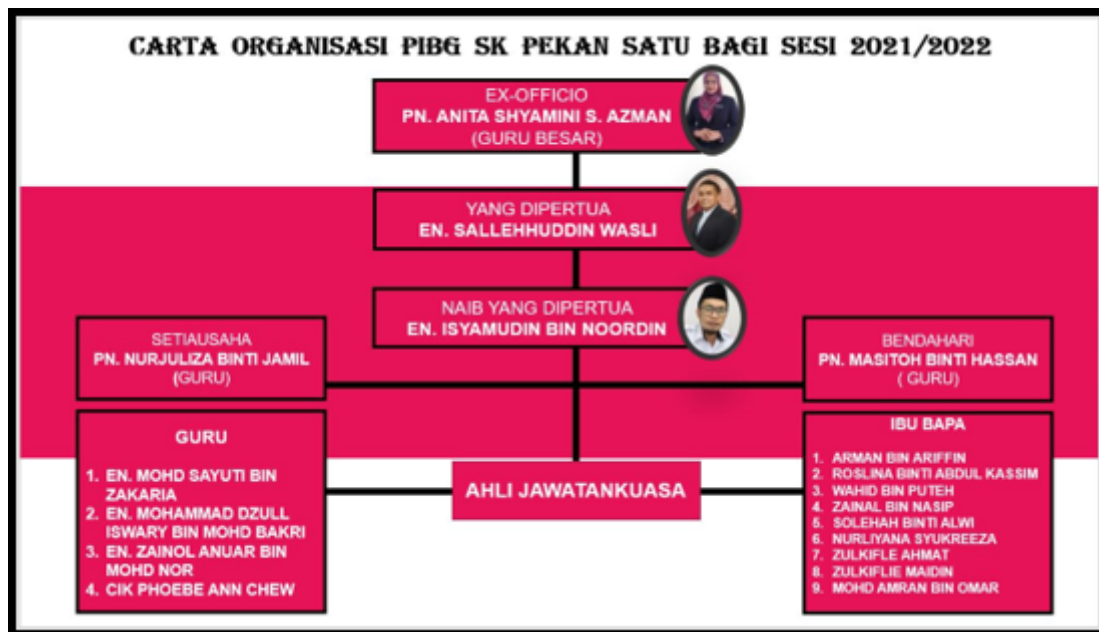 CARTA ORGANISASI PIBG SK PEKAN SATU BAGI SESI 2021/2022
EX-OFFICIO
PN. ANITA SHYAMINI S. AZMAN
(GURU BESAR)
YANG DIPERTUA
EN. SALLEHHUDDIN WASLI
NAIB YANG DIPERTUA
EN. ISYAMUDIN BIN NOORDIN
SETIAUSAHA
PN. NURJULIZA BINTI JAMIL
(GURU)
BENDAHARI
PN. MASITOH BINTI HASSAN
( GURU)
GURU
1. EN. MOHD SAYUTI BIN
ZAKARIA
2. EN. MOHAMMAD DZULL
ISWARY BIN MOHD BAKRI
3. EN. ZAINOL ANUAR BIN
MOHD NOR
4. CIK PHOEBE ANN CHEW
AHLI JAWATANKUASA
IBU BAPA
1. ARMAN BIN ARIFFIN
2. ROSLINA BINTI ABDUL KASSIM
3. WAHID BIN PUTEH
4. ZAINAL BIN NASIP
5. SOLEHAH BINTI ALWI
6. NURLIYANA SYUKREEZA
7. ZULKIFLE AHMAT
8. ZULKIFLIE MAIDIN
9. MOHD AMRAN BIN OMAR